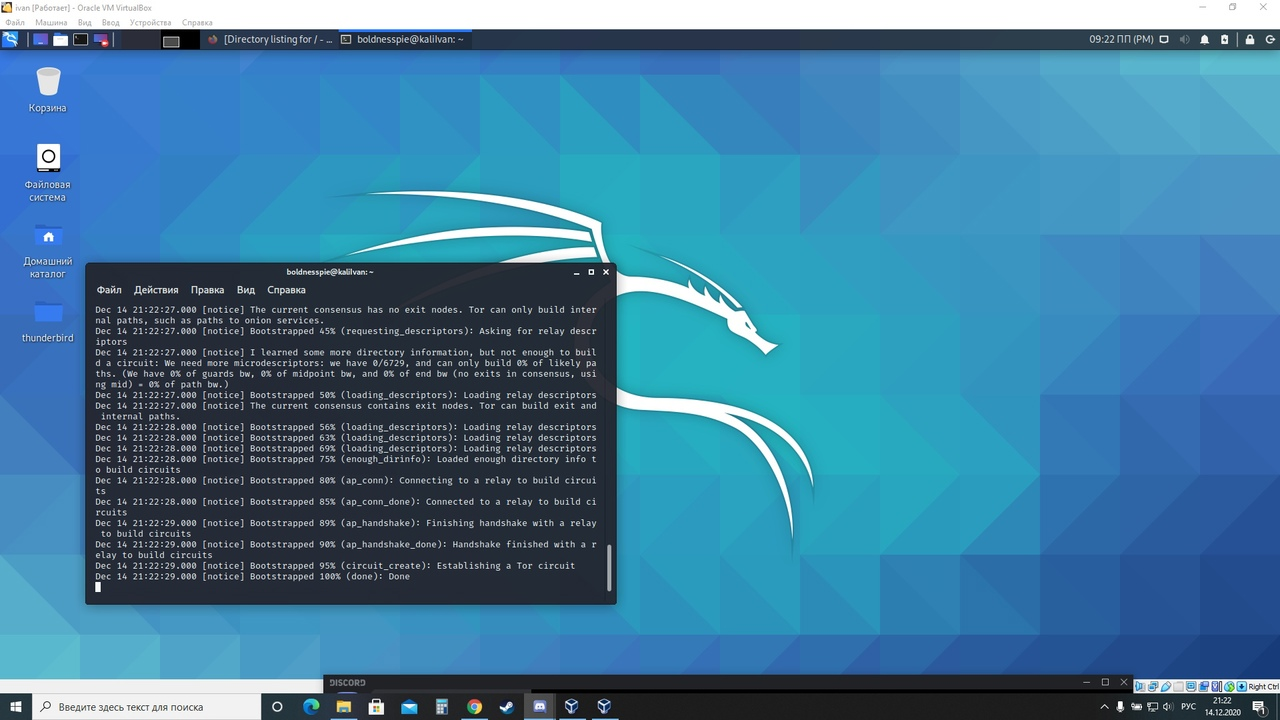 ivan [Работает] - Oracle VM VirtualBox
Файл Машина Вид Ввод Устройства Справка
[Directory listing for / - ... boldnesspie@kaliIvan: ~ 09:22 ПП (PM)
Корзина
Файловая
система
Домашний
каталог
thunderbird
boldnesspie@kaliIvan: ~
Файл Действия Правка Вид Справка
Dec 14 21:22:27.000 [notice] The current consensus has no exit nodes. Tor can only build inter
nal paths, such as paths to onion services.
Dec 14 21:22:27.000 [notice] Bootstrapped 45% (requesting_descriptors): Asking for relay descr
iptors
Dec 14 21:22:27.000 [notice] I learned some more directory information, but not enough to buil
d a circuit: We need more microdescriptors: we have 0/6729, and can only build 0% of likely pa
ths. (We have 0% of guards bw, 0% of midpoint bw, and 0% of end bw (no exits in consensus, usi
ng mid) = 0% of path bw.)
Dec 14 21:22:27.000 [notice] Bootstrapped 50% (loading_descriptors): Loading relay descriptors
Dec 14 21:22:27.000 [notice] The current consensus contains exit nodes. Tor can build exit and
internal paths.
Dec 14 21:22:28.000 [notice] Bootstrapped 56% (loading_descriptors): Loading relay descriptors
Dec 14 21:22:28.000 [notice] Bootstrapped 63% (loading_descriptors): Loading relay descriptors
Dec 14 21:22:28.000 [notice] Bootstrapped 69% (loading_descriptors): Loading relay descriptors
Dec 14 21:22:28.000 [notice] Bootstrapped 75% (enough_dirinfo): Loaded enough directory info t
o build circuits
Dec 14 21:22:28.000 [notice] Bootstrapped 80% (ap_conn): Connecting to a relay to build circui
ts
Dec 14 21:22:28.000 [notice] Bootstrapped 85% (ap_conn_done): Connected to a relay to build ci
rcuits
Dec 14 21:22:29.000 [notice] Bootstrapped 89% (ap_handshake): Finishing handshake with a relay
to build circuits
Dec 14 21:22:29.000 [notice] Bootstrapped 90% (ap_handshake_done): Handshake finished with a r
elay to build circuits
Dec 14 21:22:29.000 [notice] Bootstrapped 95% (circuit_create): Establishing a Tor circuit
Dec 14 21:22:29.000 [notice] Bootstrapped 100% (done): Done
DISCORD
Right Ctrl
Введите здесь текст для поиска
РУС
21:22
14.12.2020